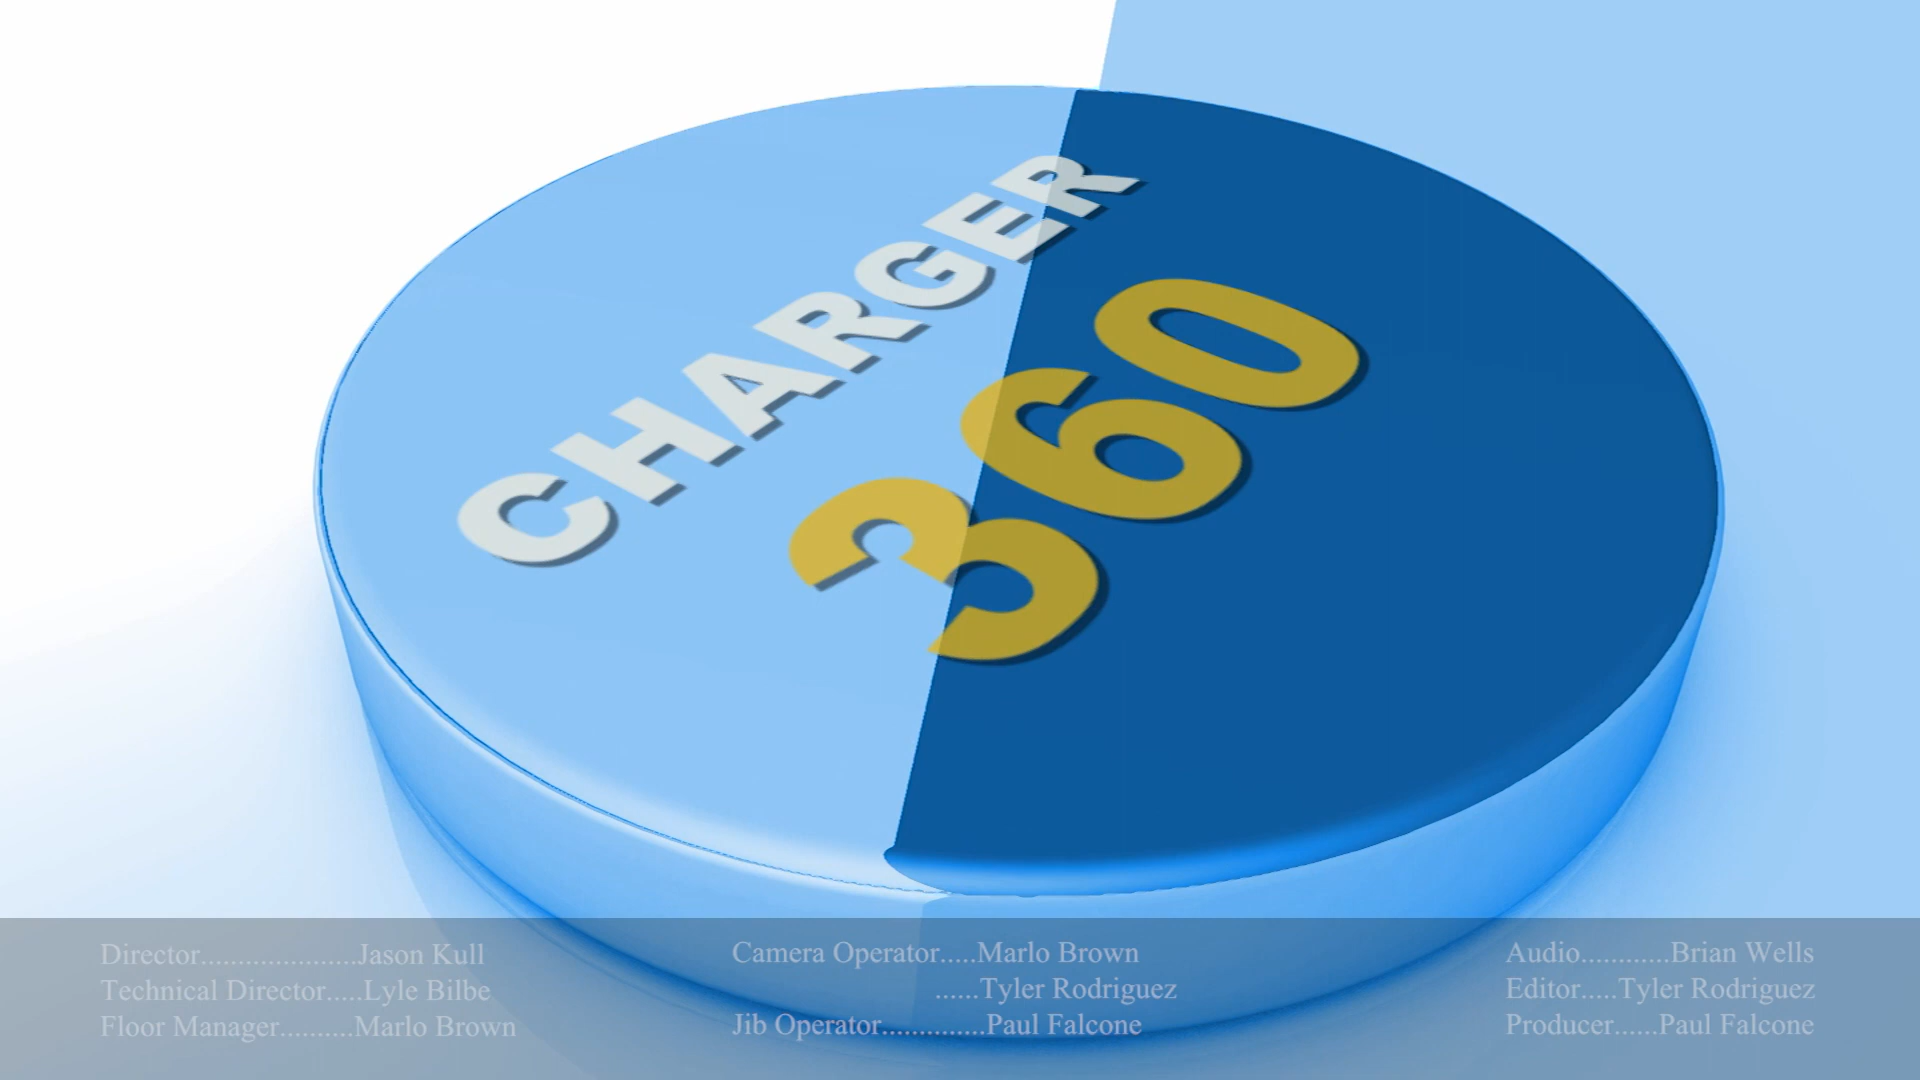 CHARGER
360
Director.....................Jason Kull
Technical Director.....Lyle Bilbe
Floor Manager..........Marlo Brown
Camera Operator.....Marlo Brown
......Tyler Rodriguez
Jib Operator..............Paul Falcone
Audio............Brian Wells
Editor.....Tyler Rodriguez
Producer......Paul Falcone